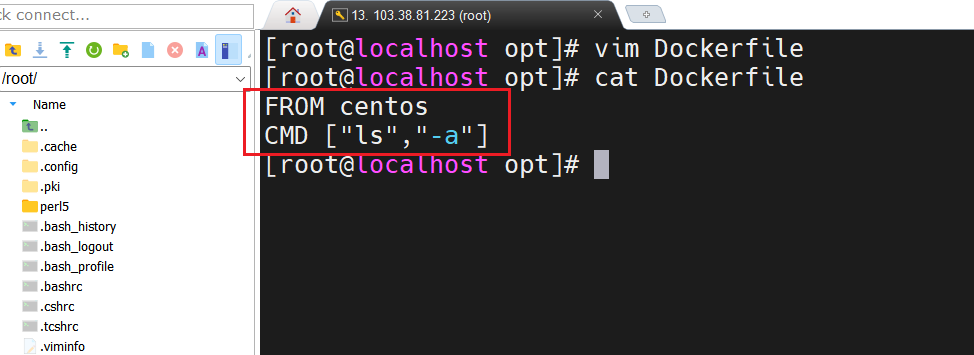 ck connect...
13. 103.38.81.223 (root)
/root/
Name
..
.cache
.config
.pki
perl5
.bash_history
.bash_logout
.bash_profile
.bashrc
.cshrc
.tcshrc
.viminfo
[root@localhost opt]# vim Dockerfile
[root@localhost opt]# cat Dockerfile
FROM centos
CMD ["ls","-a"]
[root@localhost opt]#